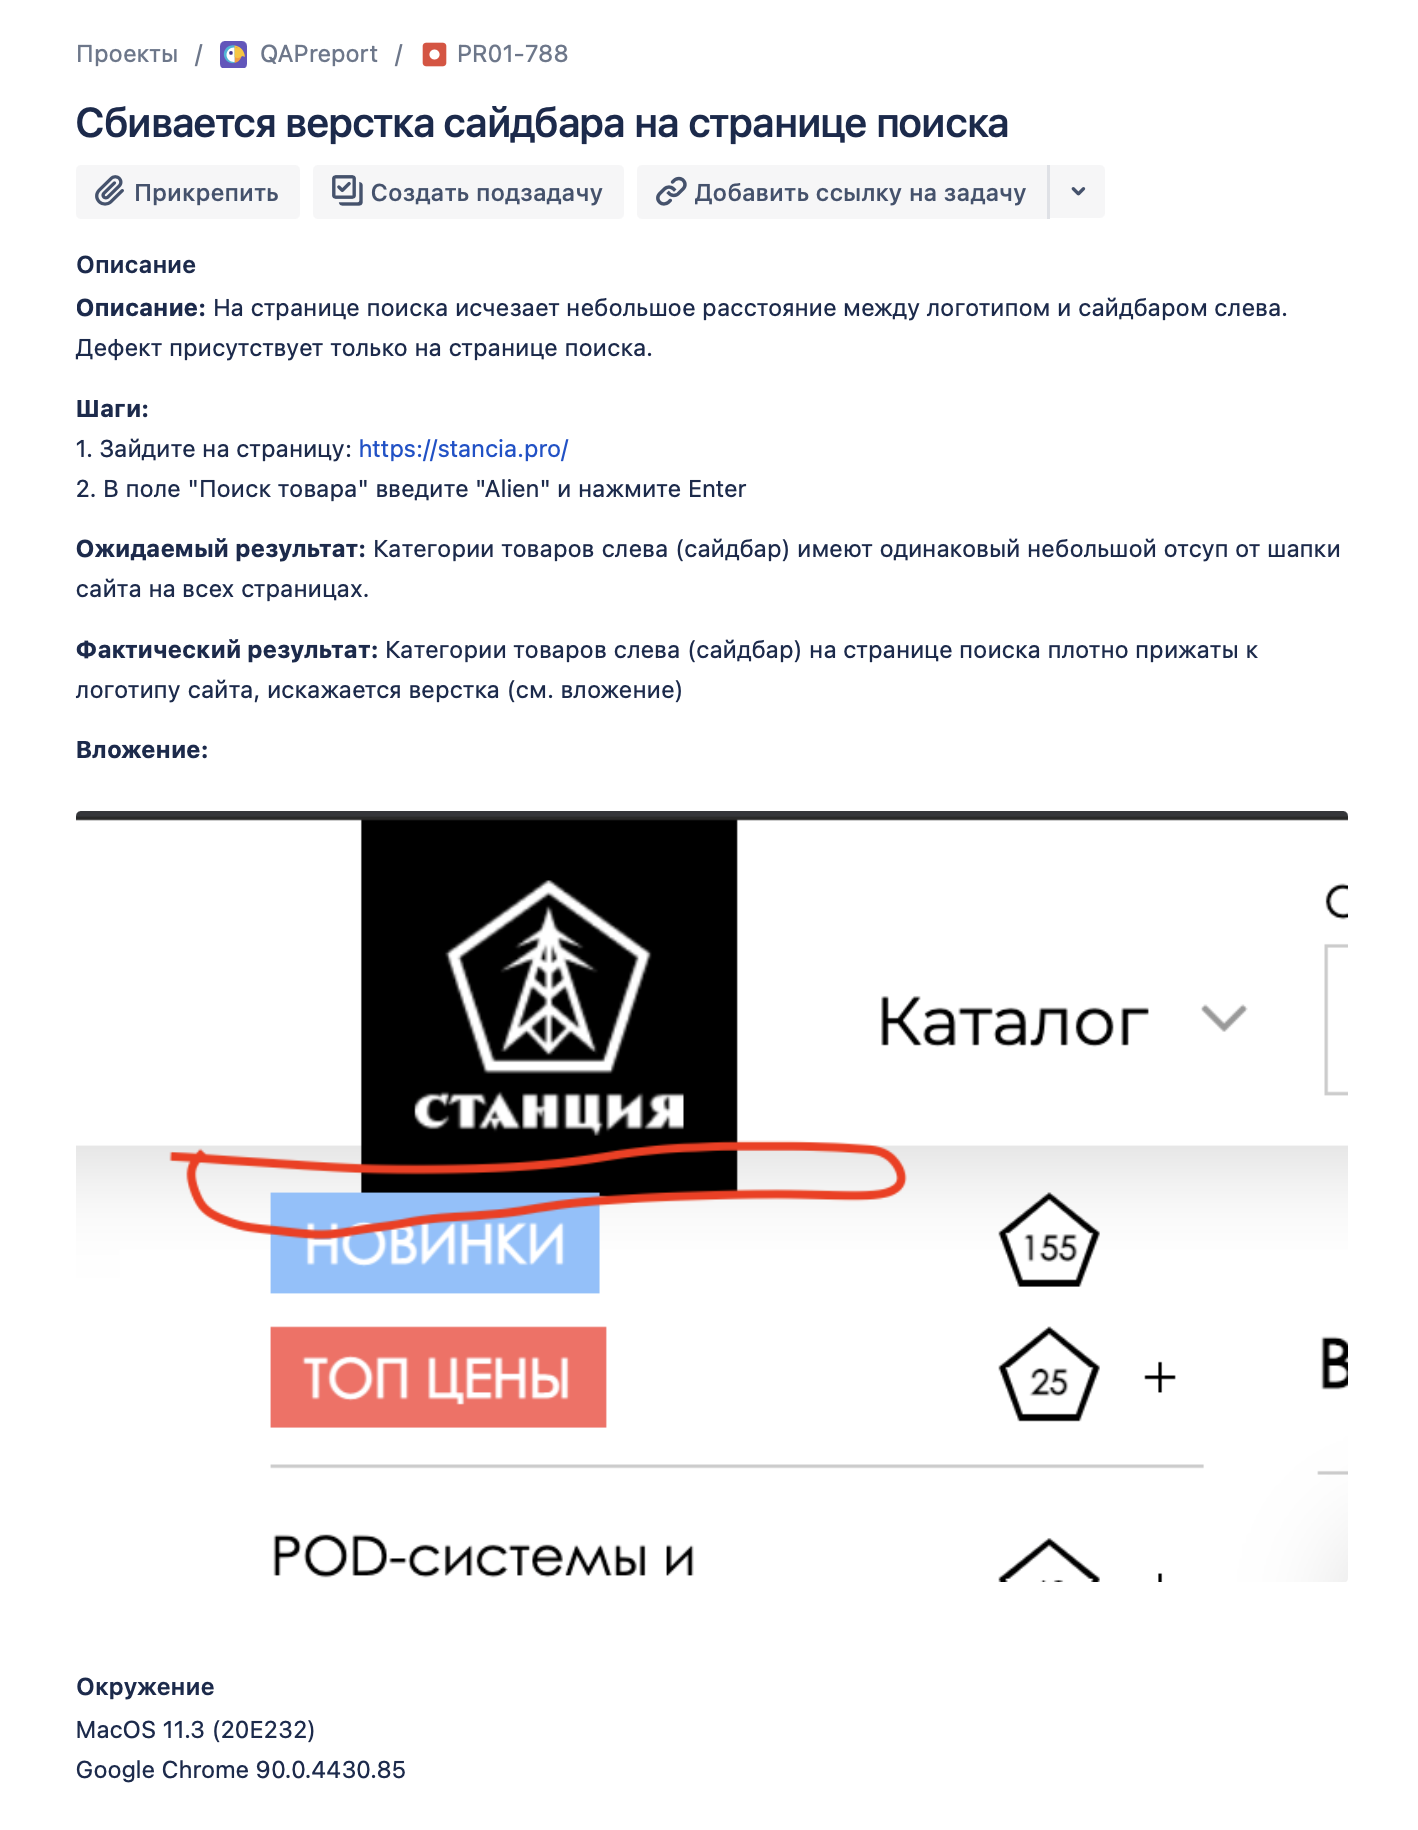 Проекты / QAPreport / PR01-788
Сбивается верстка сайдбара на странице поиска
Прикрепить Создать подзадачу Добавить ссылку на задачу
Описание
Описание: На странице поиска исчезает небольшое расстояние между логотипом и сайдбаром слева.
Дефект присутствует только на странице поиска.
Шаги:
1. Зайдите на страницу: https://stancia.pro/
2. В поле "Поиск товара" введите "Alien" и нажмите Enter
Ожидаемый результат: Категории товаров слева (сайдбар) имеют одинаковый небольшой отсуп от шапки
сайта на всех страницах.
Фактический результат: Категории товаров слева (сайдбар) на странице поиска плотно прижаты к
логотипу сайта, искажается верстка (см. вложение)
Вложение:
Каталог
СТАНЦИЯ
НОВИНКИ 155
ТОП ЦЕНЫ 25 +
POD-системы и
Окружение
MacOS 11.3 (20E232)
Google Chrome 90.0.4430.85